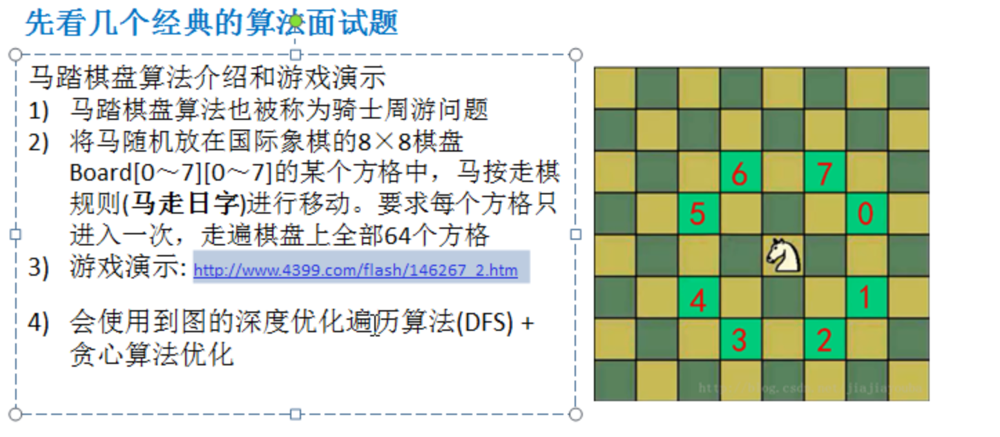 先看几个经典的算法面试题
马踏棋盘算法介绍和游戏演示
1) 马踏棋盘算法也被称为骑士周游问题
2) 将马随机放在国际象棋的8×8棋盘
Board[0～7][0～7]的某个方格中，马按走棋
规则(马走日字)进行移动。要求每个方格只
进入一次，走遍棋盘上全部64个方格
3) 游戏演示: http://www.4399.com/flash/146267_2.htm
4) 会使用到图的深度优化遍历算法(DFS) +
贪心算法优化
6 7
5 0
4 1
3 2